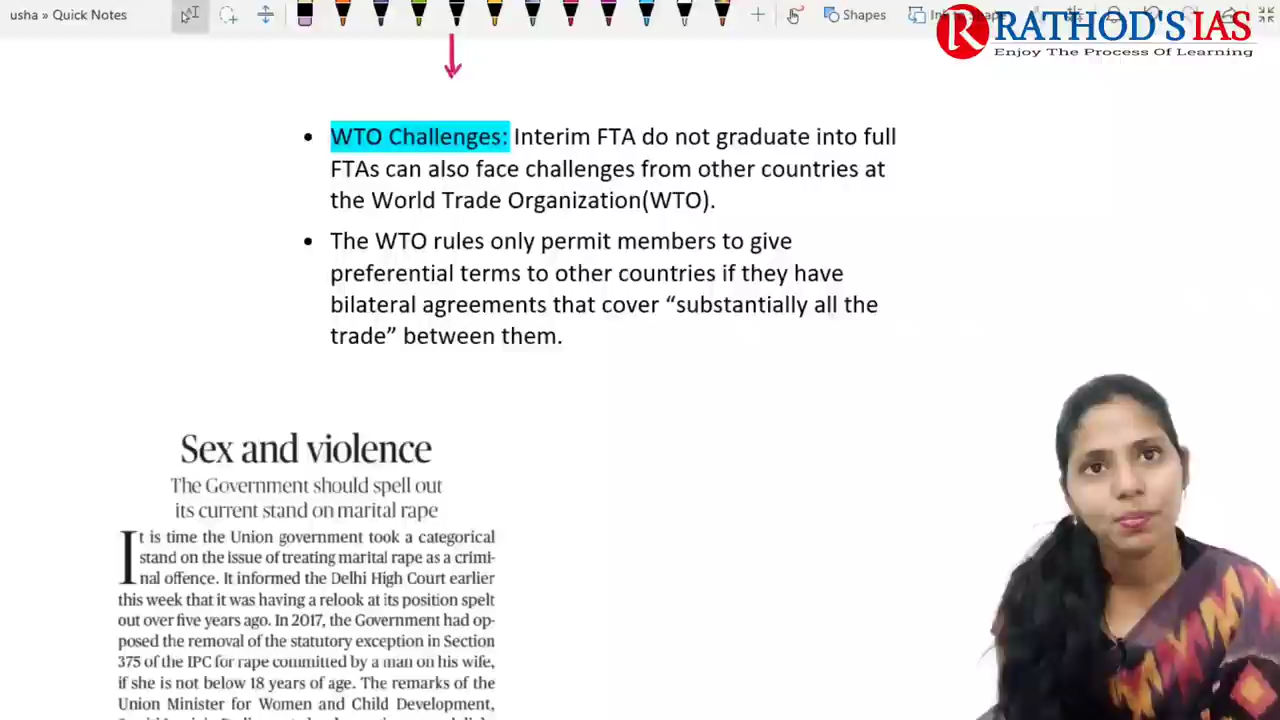 usha » Quick Notes
Shapes
RATHOD'S IAS
Enjoy The Process Of Learning
• WTO Challenges: Interim FTA do not graduate into full
FTAs can also face challenges from other countries at
the World Trade Organization(WTO).
• The WTO rules only permit members to give
preferential terms to other countries if they have
bilateral agreements that cover “substantially all the
trade” between them.
Sex and violence
The Government should spell out
its current stand on marital rape
It is time the Union government took a categorical
stand on the issue of treating marital rape as a crimi-
nal offence. It informed the Delhi High Court earlier
this week that it was having a relook at its position spelt
out over five years ago. In 2017, the Government had op-
posed the removal of the statutory exception in Section
375 of the IPC for rape committed by a man on his wife,
if she is not below 18 years of age. The remarks of the
Union Minister for Women and Child Development,